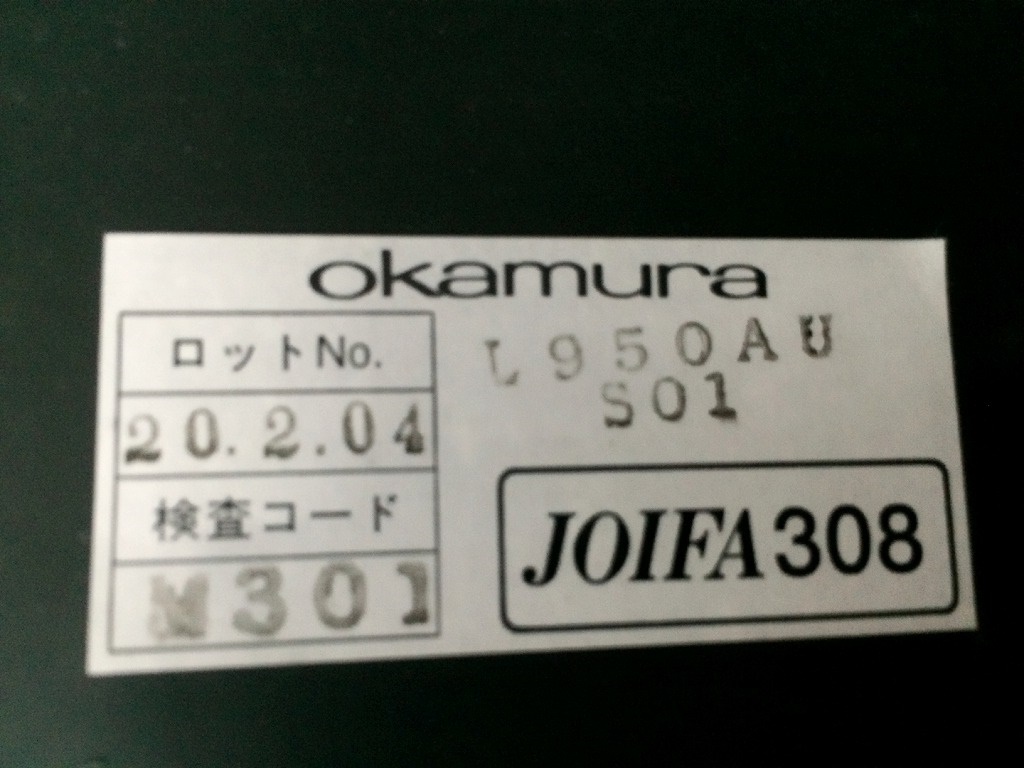 okamura
ロットNo.
20.2.04
検査コード
M301
L950AU
S01
JOIFA308